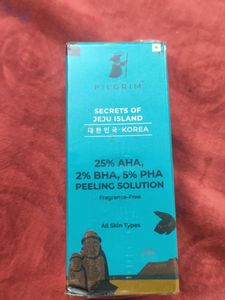 PILGRIM
SECRETS OF
JEJU ISLAND
대한민국·KOREA
25% AHA,
2% BHA, 5% PHA
PEELING SOLUTION
Fragrance-Free
All Skin Types